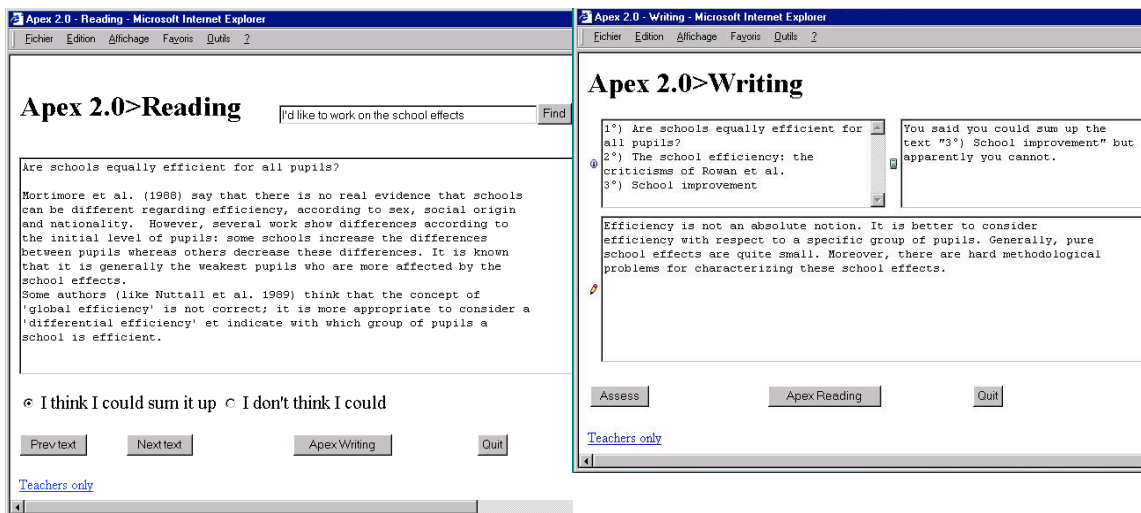 Apex 2.0 - Reading - Microsoft Internet Explorer
Fichier Edition Affichage Favoris Outils ?
Apex 2.0>Reading
I'd like to work on the school effects
Find
Are schools equally efficient for all pupils?
Mortimore et al. (1988) say that there is no real evidence that schools
can be different regarding efficiency, according to sex, social origin
and nationality. However, several work show differences according to
the initial level of pupils: some schools increase the differences
between pupils whereas others decrease these differences. It is known
that it is generally the weakest pupils who are more affected by the
school effects.
Some authors (like Nuttall et al. 1989) think that the concept of
'global efficiency' is not correct; it is more appropriate to consider a
'differential efficiency' et indicate with which group of pupils a
school is efficient.
I think I could sum it up I don't think I could
Prev text Next text Apex Writing Quit
Teachers only
Apex 2.0 - Writing - Microsoft Internet Explorer
Fichier Edition Affichage Favoris Outils ?
Apex 2.0>Writing
1°) Are schools equally efficient for
all pupils?
2°) The school efficiency: the
criticisms of Rowan et al.
3°) School improvement
You said you could sum up the
text "3°) School improvement" but
apparently you cannot.
Efficiency is not an absolute notion. It is better to consider
efficiency with respect to a specific group of pupils. Generally, pure
school effects are quite small. Moreover, there are hard methodological
problems for characterizing these school effects.
Assess Apex Reading Quit
Teachers only